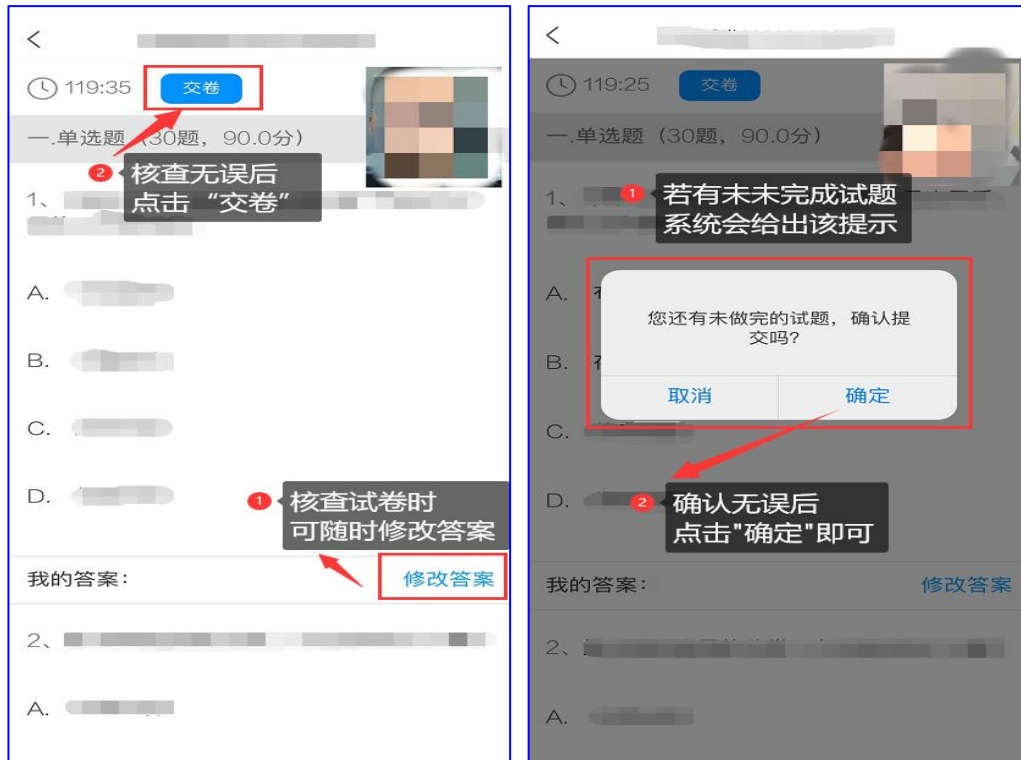 119:35
交卷
一.单选题（30题，90.0分）
2
核查无误后
点击“交卷”
1、
A.
B.
C.
D.
1
核查试卷时
可随时修改答案
我的答案：
修改答案
2、
A.
119:25
交卷
一.单选题（30题，90.0分）
1、
1
若有未未完成试题
系统会给出该提示
A.
您还有未做完的试题，确认提
交吗？
B.
取消
确定
C.
D.
2
确认无误后
点击"确定"即可
我的答案：
修改答案
2、
A.